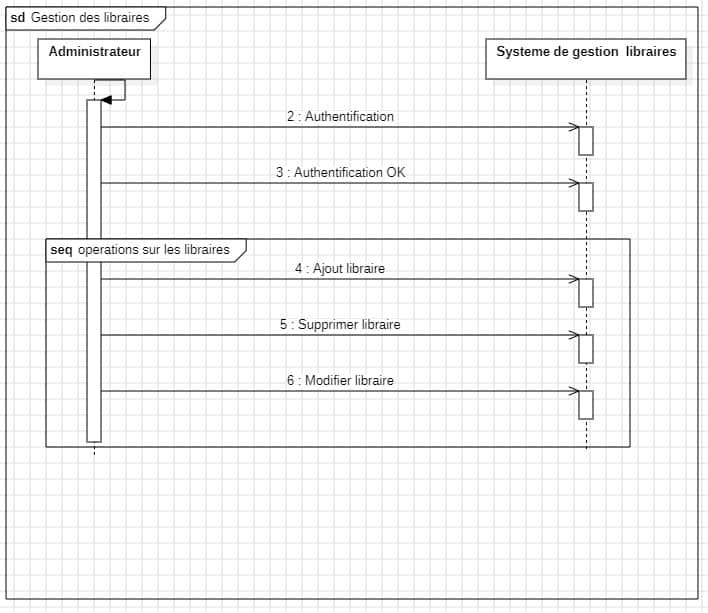 sd Gestion des libraires
Administrateur
Systeme de gestion libraires
2 : Authentification
3 : Authentification OK
seq operations sur les libraires
4 : Ajout libraire
5 : Supprimer libraire
6 : Modifier libraire